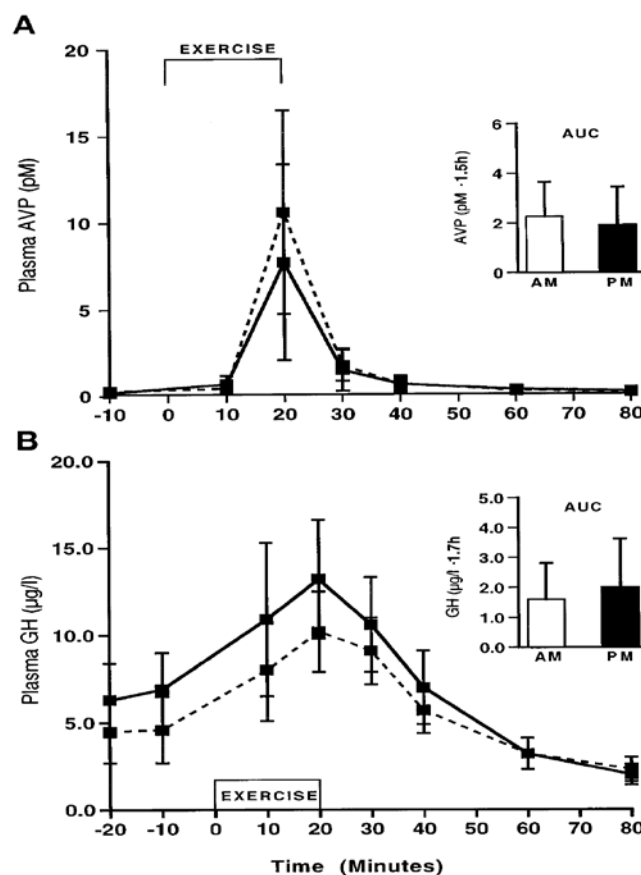 A
EXERCISE
20
15
10
5
0
Plasma AVP (pM)
-10 0 10 20 30 40 50 60 70 80
AUC
6
4
2
0
AVP (pM ·1.5h)
AM PM
B
20.0
15.0
10.0
5.0
0.0
Plasma GH (µg/l)
EXERCISE
-20 -10 0 10 20 30 40 50 60 70 80
Time (Minutes)
AUC
5.0
4.0
3.0
2.0
1.0
0.0
GH (µg/l ·1.7h
AM PM